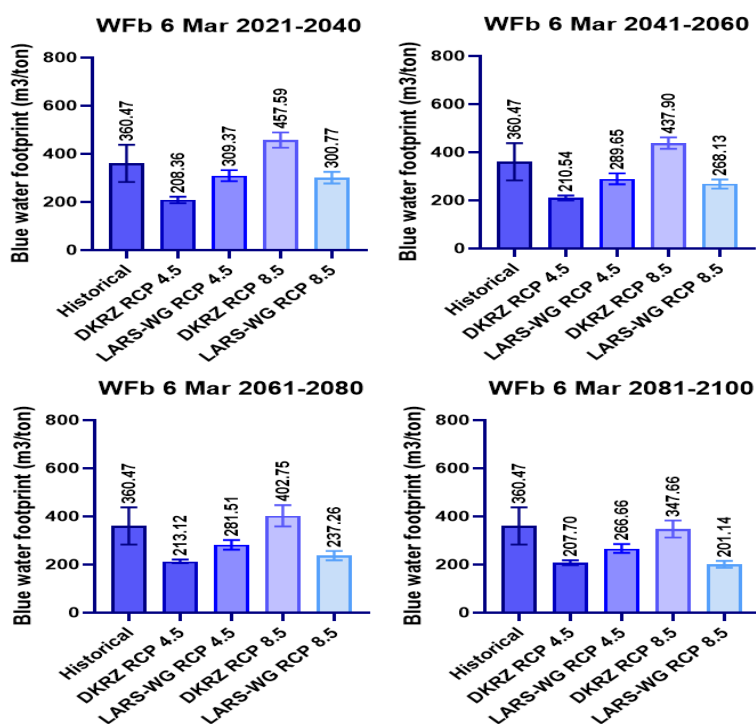 WFb 6 Mar 2021-2040
Blue water footprint (m3/ton)
800
600
400
200
0
360.47
208.36
309.37
457.59
300.77
Historical
DKRZ RCP 4.5
LARS-WG RCP 4.5
DKRZ RCP 8.5
LARS-WG RCP 8.5
WFb 6 Mar 2041-2060
Blue water footprint (m3/ton)
800
600
400
200
0
360.47
210.54
289.65
437.90
268.13
Historical
DKRZ RCP 4.5
LARS-WG RCP 4.5
DKRZ RCP 8.5
LARS-WG RCP 8.5
WFb 6 Mar 2061-2080
Blue water footprint (m3/ton)
800
600
400
200
0
360.47
213.12
281.51
402.75
237.26
Historical
DKRZ RCP 4.5
LARS-WG RCP 4.5
DKRZ RCP 8.5
LARS-WG RCP 8.5
WFb 6 Mar 2081-2100
Blue water footprint (m3/ton)
800
600
400
200
0
360.47
207.70
266.66
347.66
201.14
Historical
DKRZ RCP 4.5
LARS-WG RCP 4.5
DKRZ RCP 8.5
LARS-WG RCP 8.5